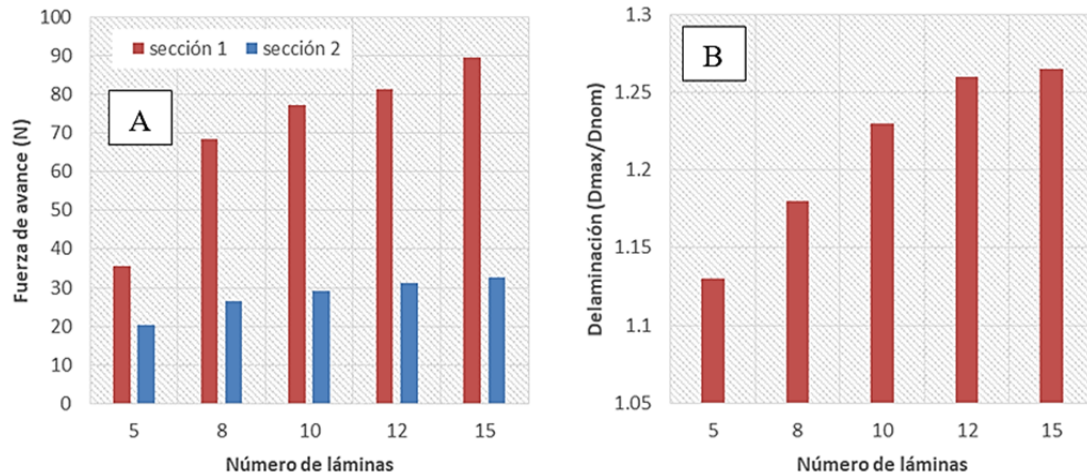 100
90
80
70
60
50
40
30
20
10
0
Fuerza de avance (N)
sección 1 sección 2
A
5 8 10 12 15
Número de láminas
1.3
1.25
1.2
1.15
1.1
1.05
Delaminación (Dmax/Dnom)
B
5 8 10 12 15
Número de láminas